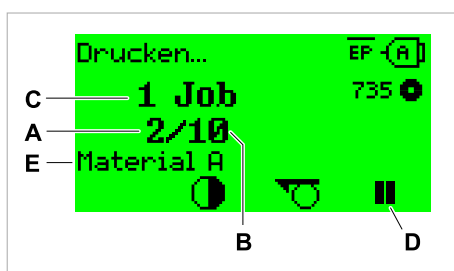 Drucken... EP A
C 1 Job 735
A 2/10
E Material A
B D